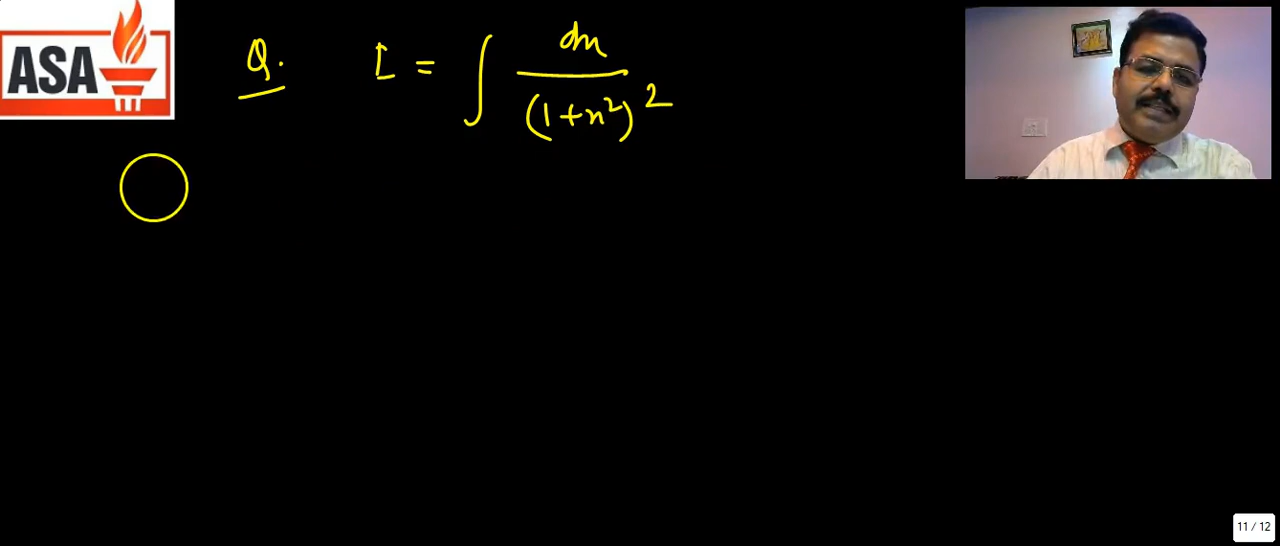 ASA
Q. I = ∫ dx / (1+x²)²
11 / 12